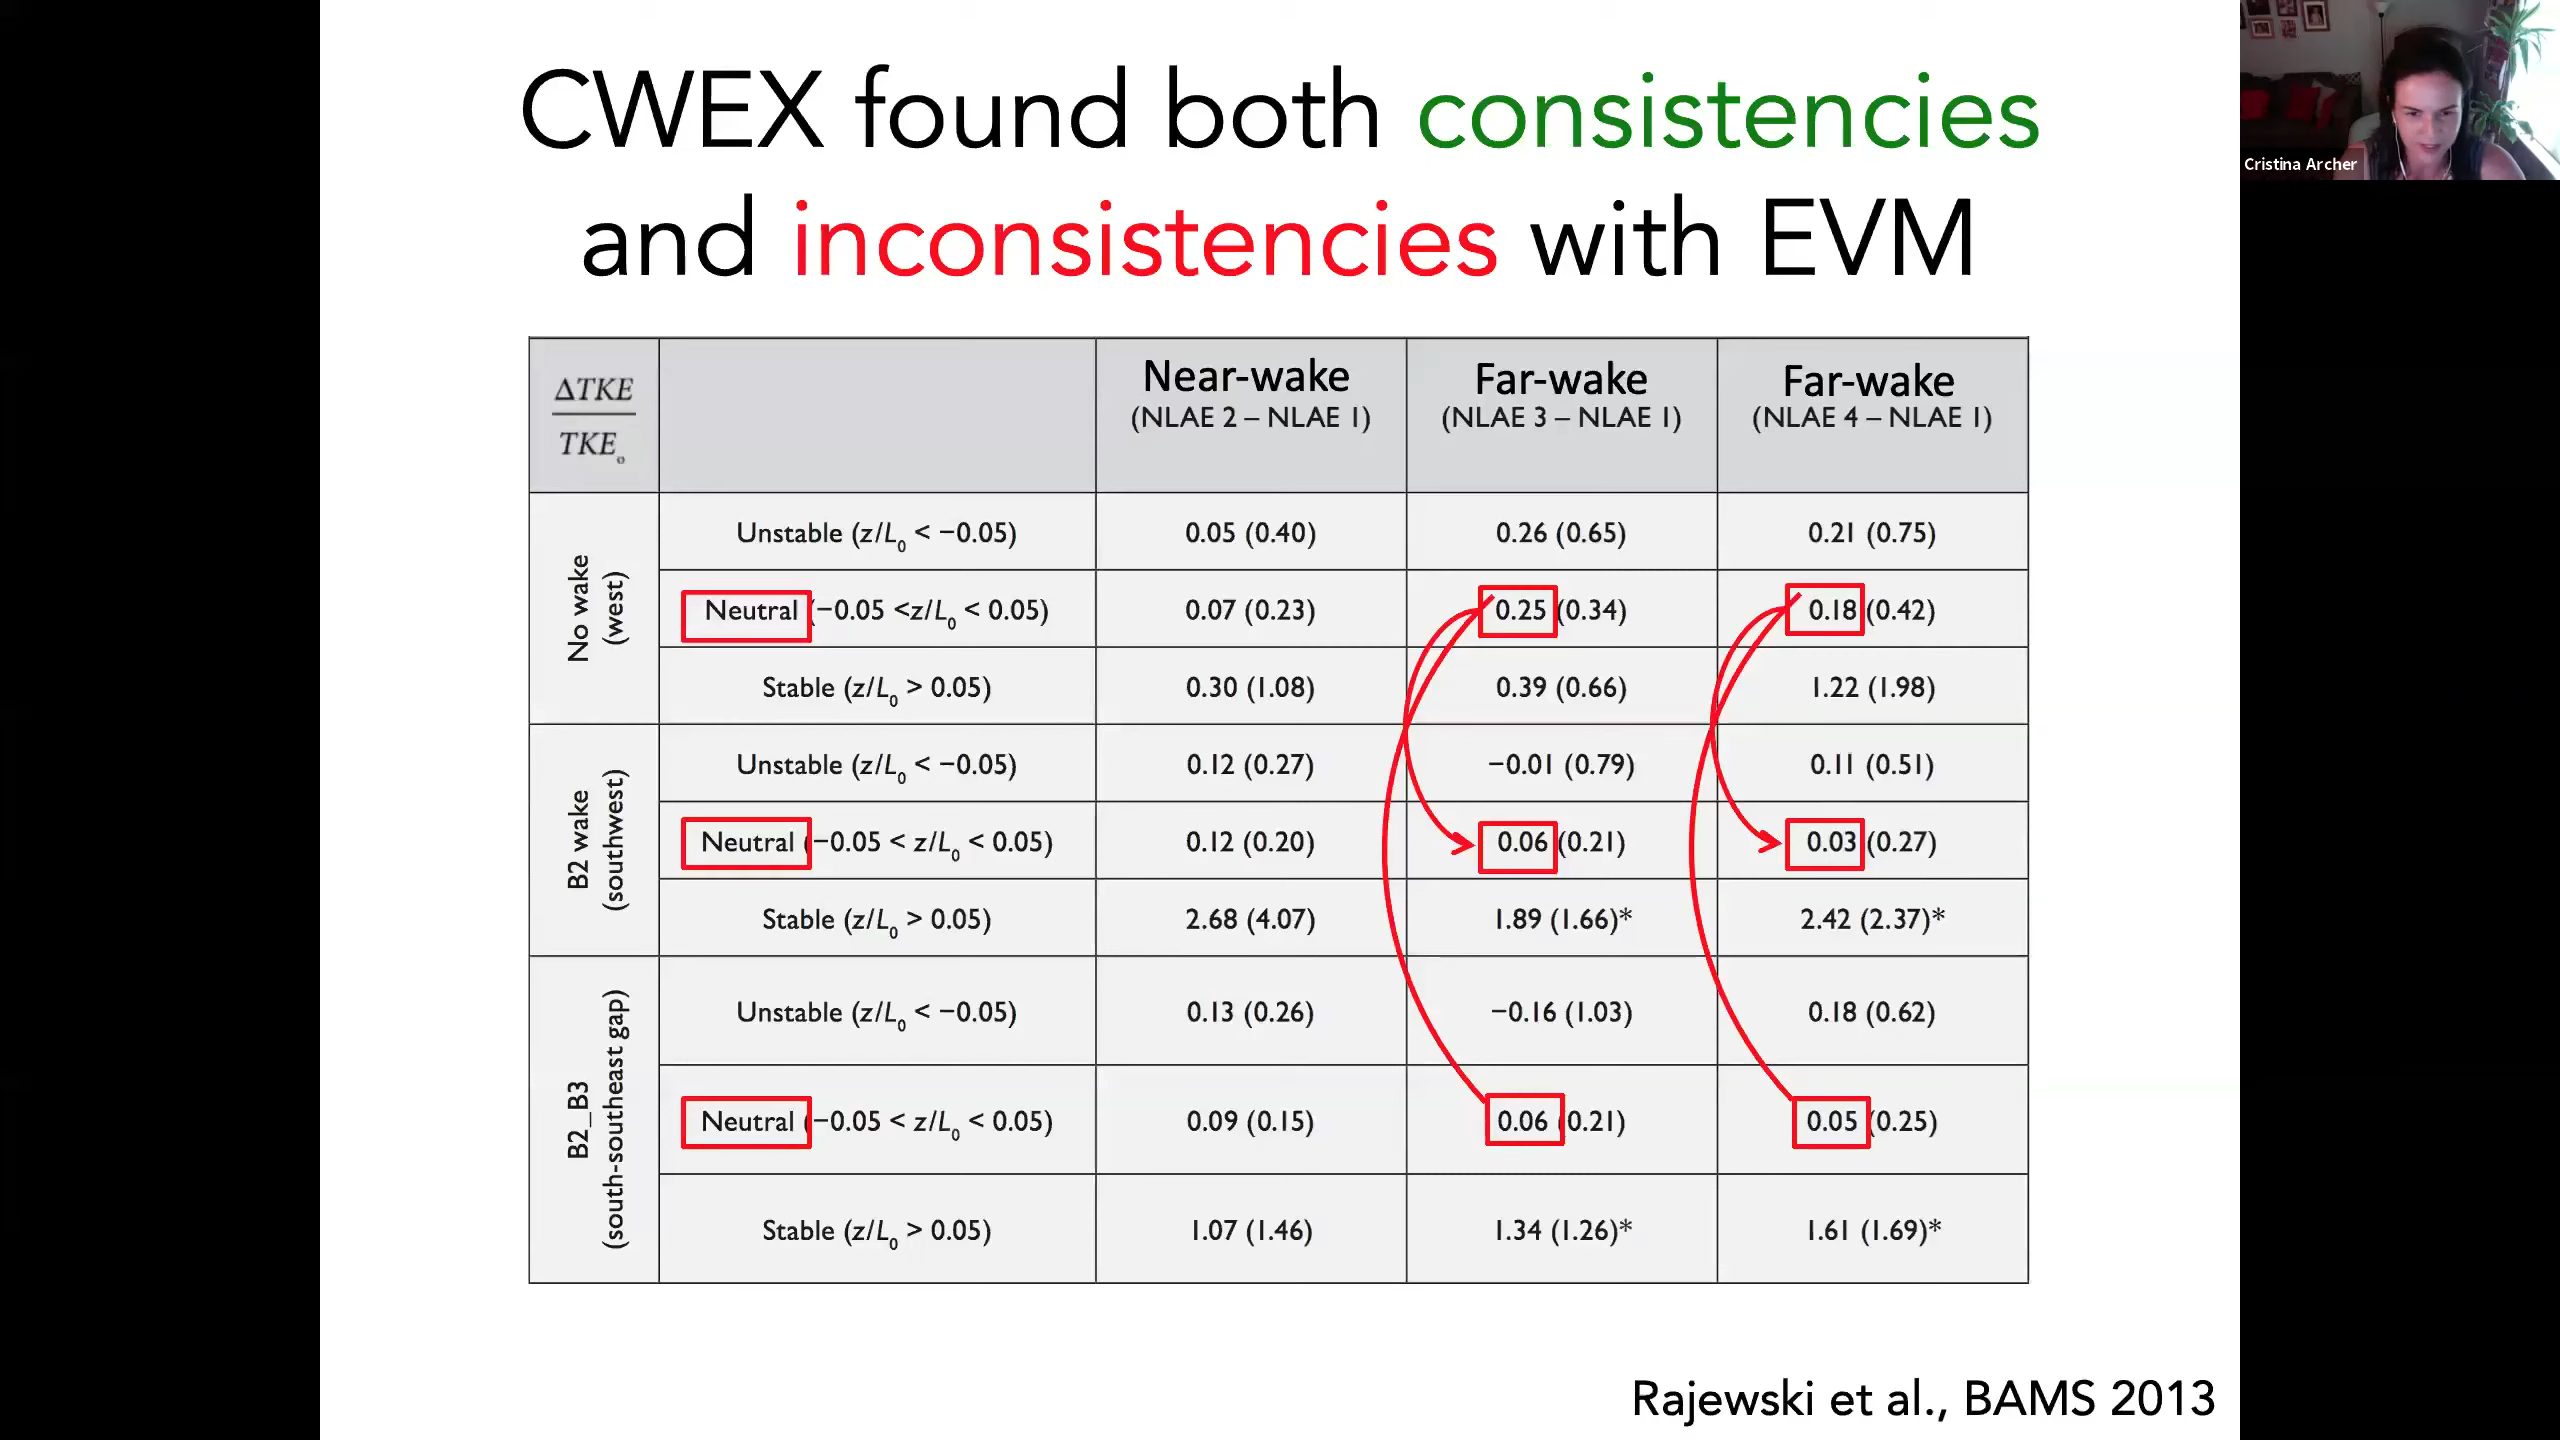 CWEX found both consistencies
and inconsistencies with EVM
Cristina Archer
ΔTKE
TKE₀
Near-wake
(NLAE 2 – NLAE 1)
Far-wake
(NLAE 3 – NLAE 1)
Far-wake
(NLAE 4 – NLAE 1)
No wake
(west)
Unstable (z/L₀ < −0.05) 0.05 (0.40) 0.26 (0.65) 0.21 (0.75)
Neutral (−0.05 <z/L₀ < 0.05) 0.07 (0.23) 0.25 (0.34) 0.18 (0.42)
Stable (z/L₀ > 0.05) 0.30 (1.08) 0.39 (0.66) 1.22 (1.98)
B2 wake
(southwest)
Unstable (z/L₀ < −0.05) 0.12 (0.27) −0.01 (0.79) 0.11 (0.51)
Neutral (−0.05 < z/L₀ < 0.05) 0.12 (0.20) 0.06 (0.21) 0.03 (0.27)
Stable (z/L₀ > 0.05) 2.68 (4.07) 1.89 (1.66)* 2.42 (2.37)*
B2_B3
(south-southeast gap)
Unstable (z/L₀ < −0.05) 0.13 (0.26) −0.16 (1.03) 0.18 (0.62)
Neutral (−0.05 < z/L₀ < 0.05) 0.09 (0.15) 0.06 (0.21) 0.05 (0.25)
Stable (z/L₀ > 0.05) 1.07 (1.46) 1.34 (1.26)* 1.61 (1.69)*
Rajewski et al., BAMS 2013